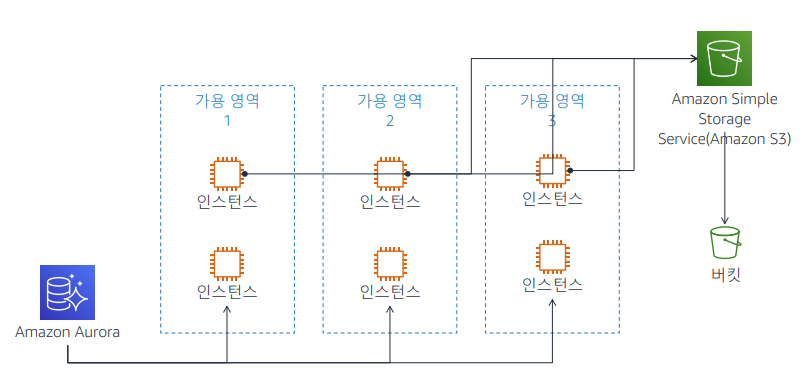 가용 영역
1
가용 영역
2
가용 영역
3
Amazon Simple
Storage
Service(Amazon S3)
인스턴스
인스턴스
인스턴스
인스턴스
인스턴스
인스턴스
버킷
Amazon Aurora